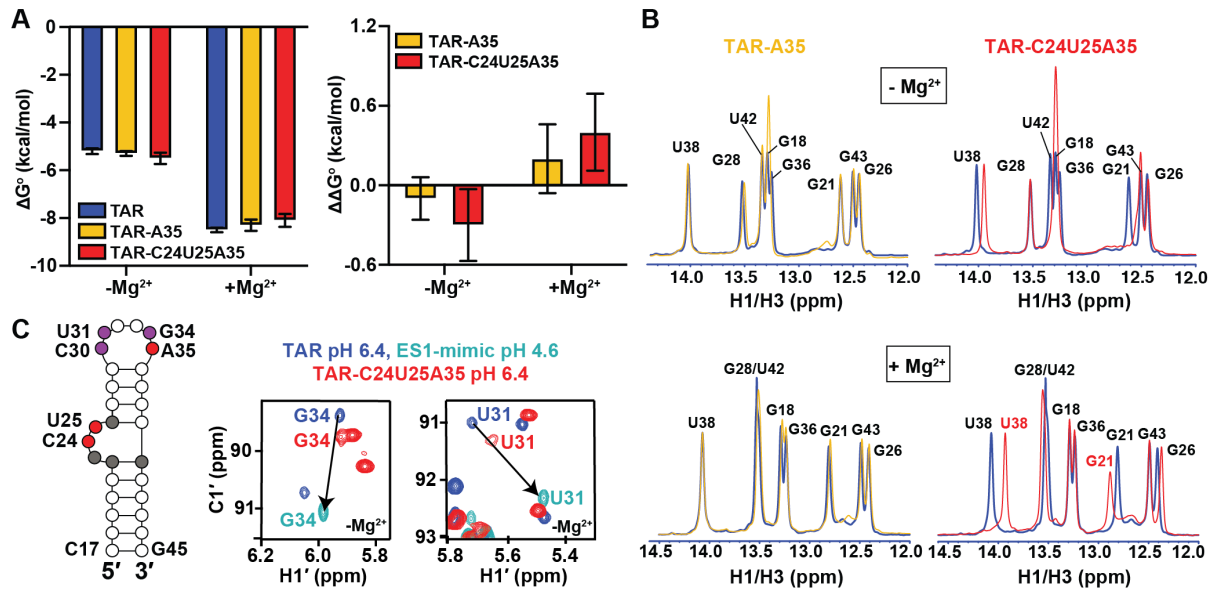 A
0
-2
-4
-6
-8
-10
ΔG° (kcal/mol)
TAR
TAR-A35
TAR-C24U25A35
-Mg²⁺
+Mg²⁺
1.2
0.6
0.0
-0.6
ΔΔG° (kcal/mol)
TAR-A35
TAR-C24U25A35
-Mg²⁺
+Mg²⁺
B
TAR-A35
TAR-C24U25A35
- Mg²⁺
U38
G28
U42
G18
G36
G21
G43
G26
14.0 13.5 13.0 12.5 12.0
H1/H3 (ppm)
U38
G28
U42
G18
G36
G21
G43
G26
14.0 13.5 13.0 12.5 12.0
H1/H3 (ppm)
+ Mg²⁺
G28/U42
U38
G18
G36
G21
G43
G26
14.5 14.0 13.5 13.0 12.5 12.0
H1/H3 (ppm)
G28/U42
U38
U38
G18
G36
G21
G21
G43
G26
14.5 14.0 13.5 13.0 12.5 12.0
H1/H3 (ppm)
C
U31
C30
G34
A35
U25
C24
C17
G45
5′ 3′
TAR pH 6.4, ES1-mimic pH 4.6
TAR-C24U25A35 pH 6.4
G34
G34
G34
-Mg²⁺
90
91
C1′ (ppm)
6.2 6.0 5.8
H1′ (ppm)
U31
U31
U31
-Mg²⁺
91
92
93
5.8 5.6 5.4
H1′ (ppm)